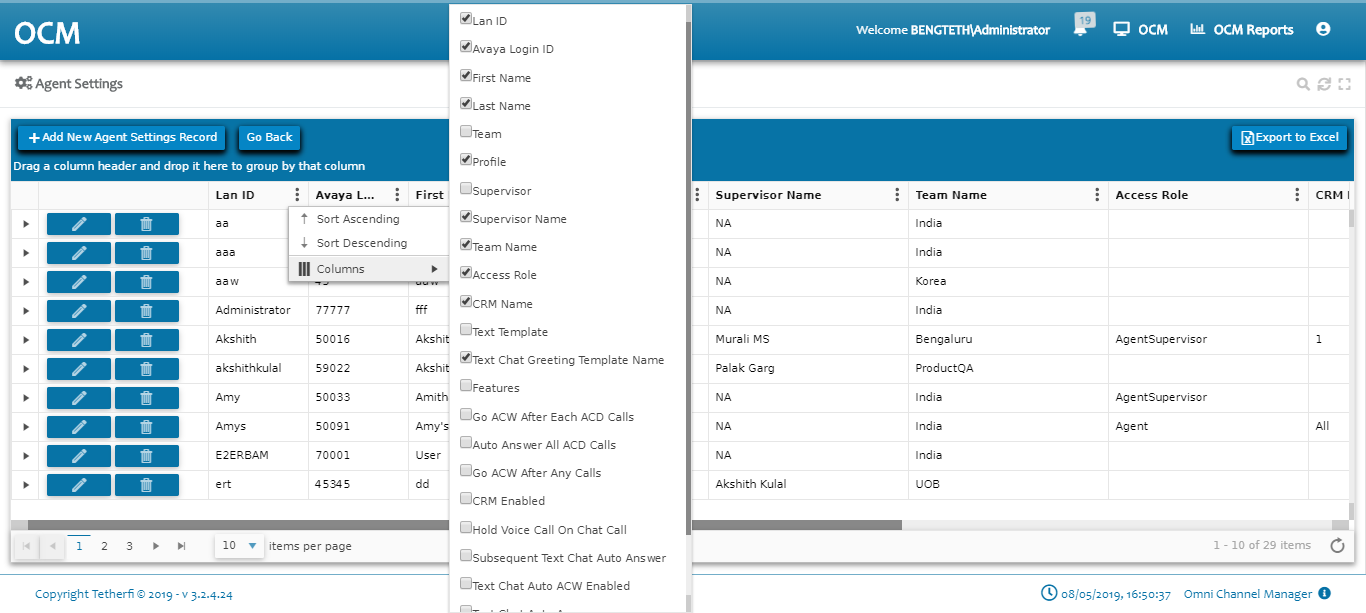 OCM
Welcome BENGTETH\Administrator
19
OCM
OCM Reports
Agent Settings
+ Add New Agent Settings Record
Go Back
Export to Excel
Drag a column header and drop it here to group by that column
Lan ID Avaya L... First Supervisor Name Team Name Access Role CRM
aa NA India
aaa NA India
aaw NA Korea
Administrator 77777 fff NA India
Akshith 50016 Akshit Murali MS Bengaluru AgentSupervisor 1
akshithkulal 59022 Akshit Palak Garg ProductQA
Amy 50033 Amith NA India AgentSupervisor
Amys 50091 Amy's NA India Agent All
E2ERBAM 70001 User NA India
ert 45345 dd Akshith Kulal UOB
Sort Ascending
Sort Descending
Columns
Lan ID
Avaya Login ID
First Name
Last Name
Team
Profile
Supervisor
Supervisor Name
Team Name
Access Role
CRM Name
Text Template
Text Chat Greeting Template Name
Features
Go ACW After Each ACD Calls
Auto Answer All ACD Calls
Go ACW After Any Calls
CRM Enabled
Hold Voice Call On Chat Call
Subsequent Text Chat Auto Answer
Text Chat Auto ACW Enabled
1 2 3 10 items per page
1 - 10 of 29 items
Copyright Tetherfi © 2019 - v 3.2.4.24
08/05/2019, 16:50:37 Omni Channel Manager